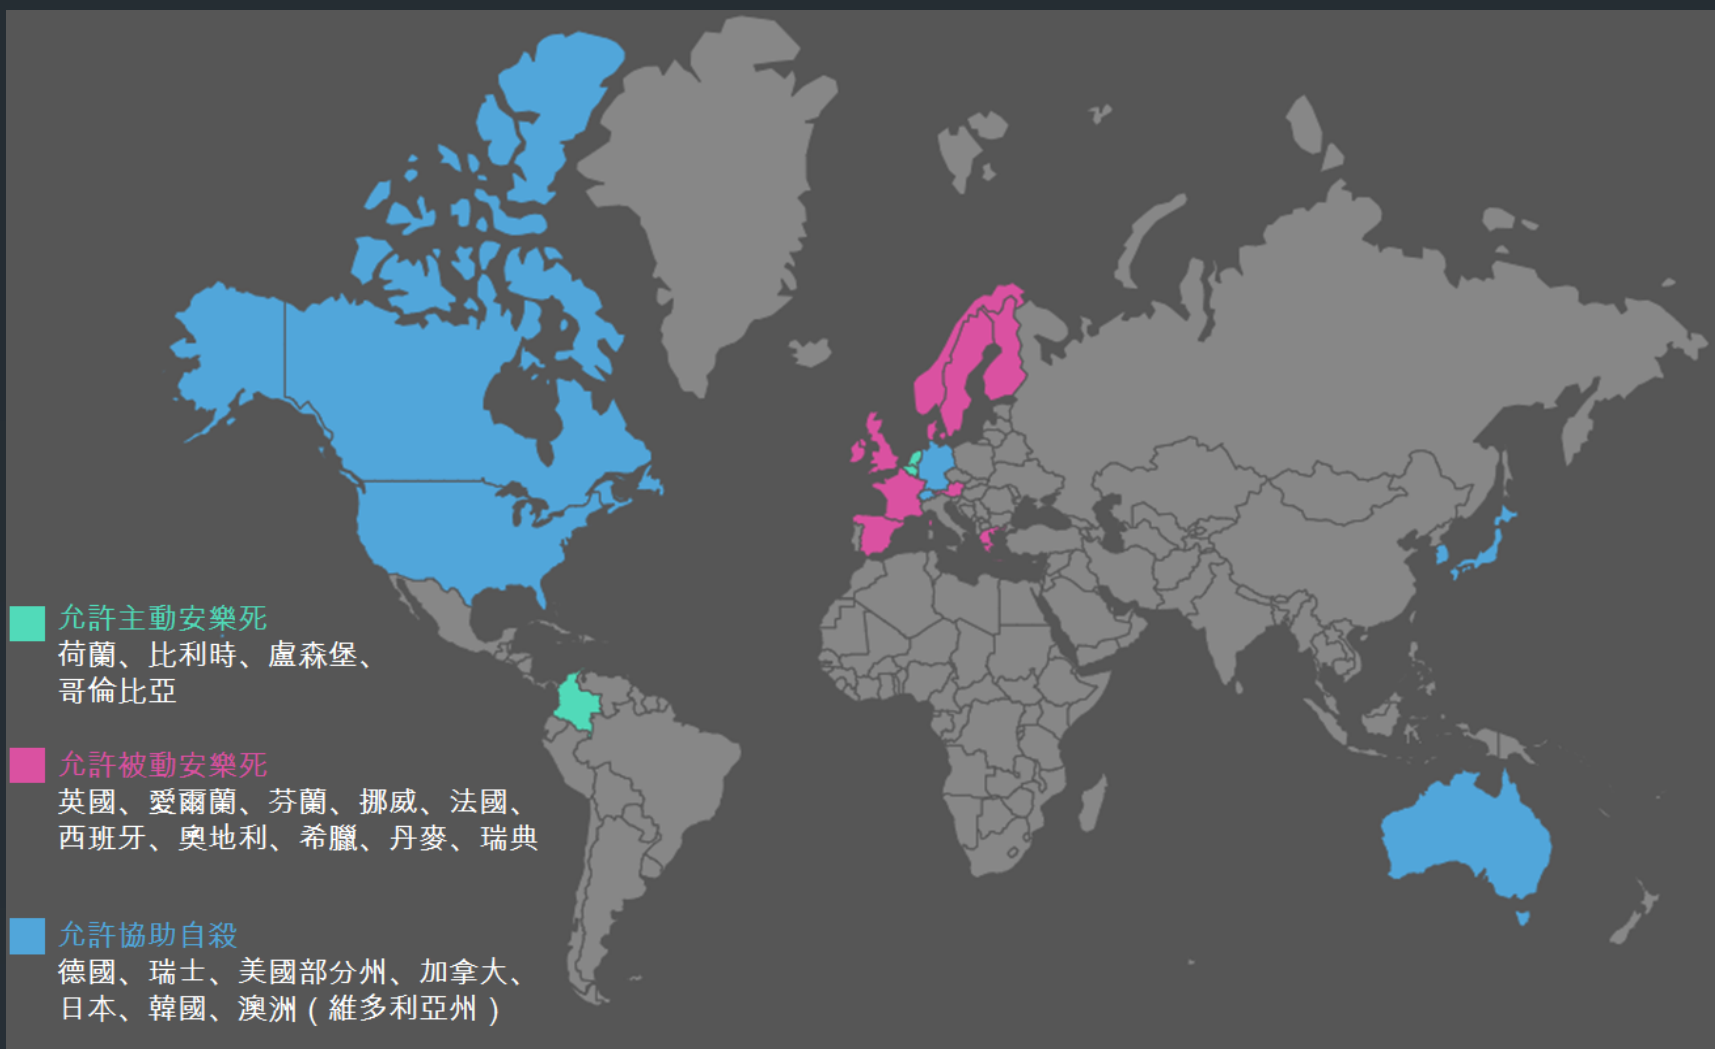 允許主動安樂死
荷蘭、比利時、盧森堡、
哥倫比亞
允許被動安樂死
英國、愛爾蘭、芬蘭、挪威、法國、
西班牙、奧地利、希臘、丹麥、瑞典
允許協助自殺
德國、瑞士、美國部分州、加拿大、
日本、韓國、澳洲（維多利亞州）